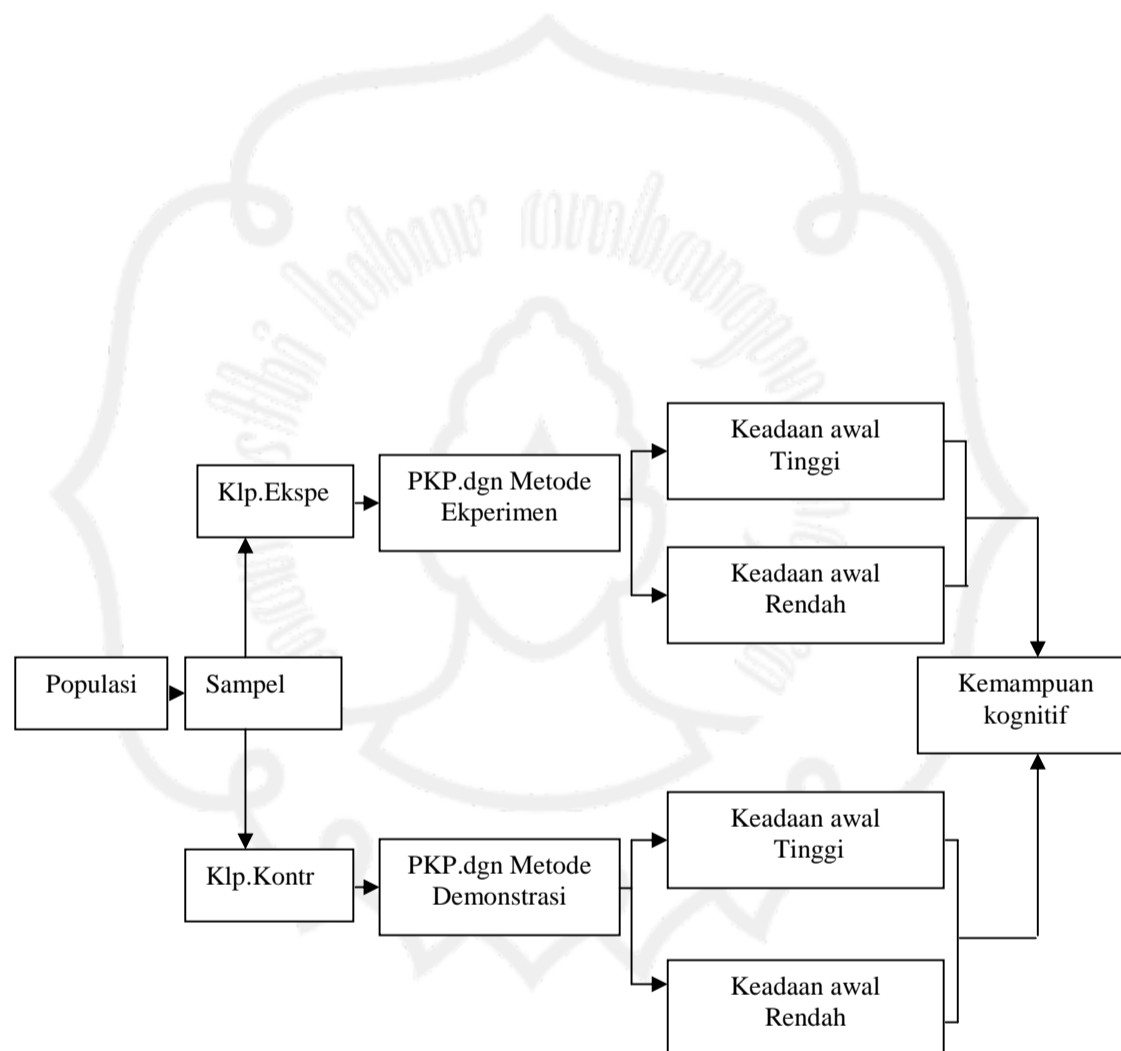 Keadaan awal
Tinggi
Klp.Ekspe
PKP.dgn Metode
Ekperimen
Keadaan awal
Rendah
Populasi
Sampel
Kemampuan
kognitif
Keadaan awal
Tinggi
Klp.Kontr
PKP.dgn Metode
Demonstrasi
Keadaan awal
Rendah